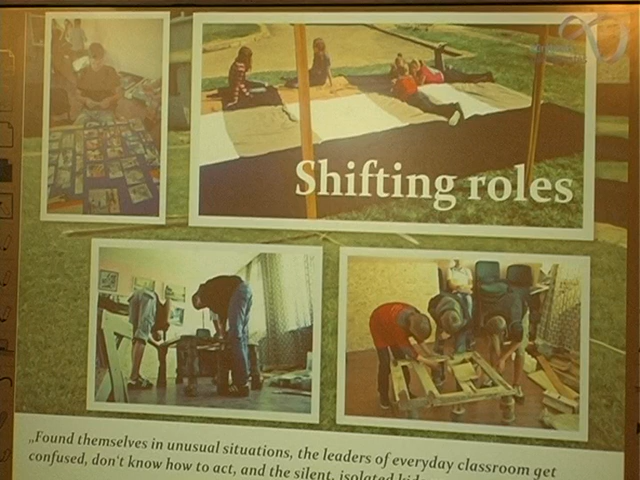 Shifting roles
„Found themselves in unusual situations, the leaders of everyday classroom get
confused, don't know how to act, and the silent, isolated